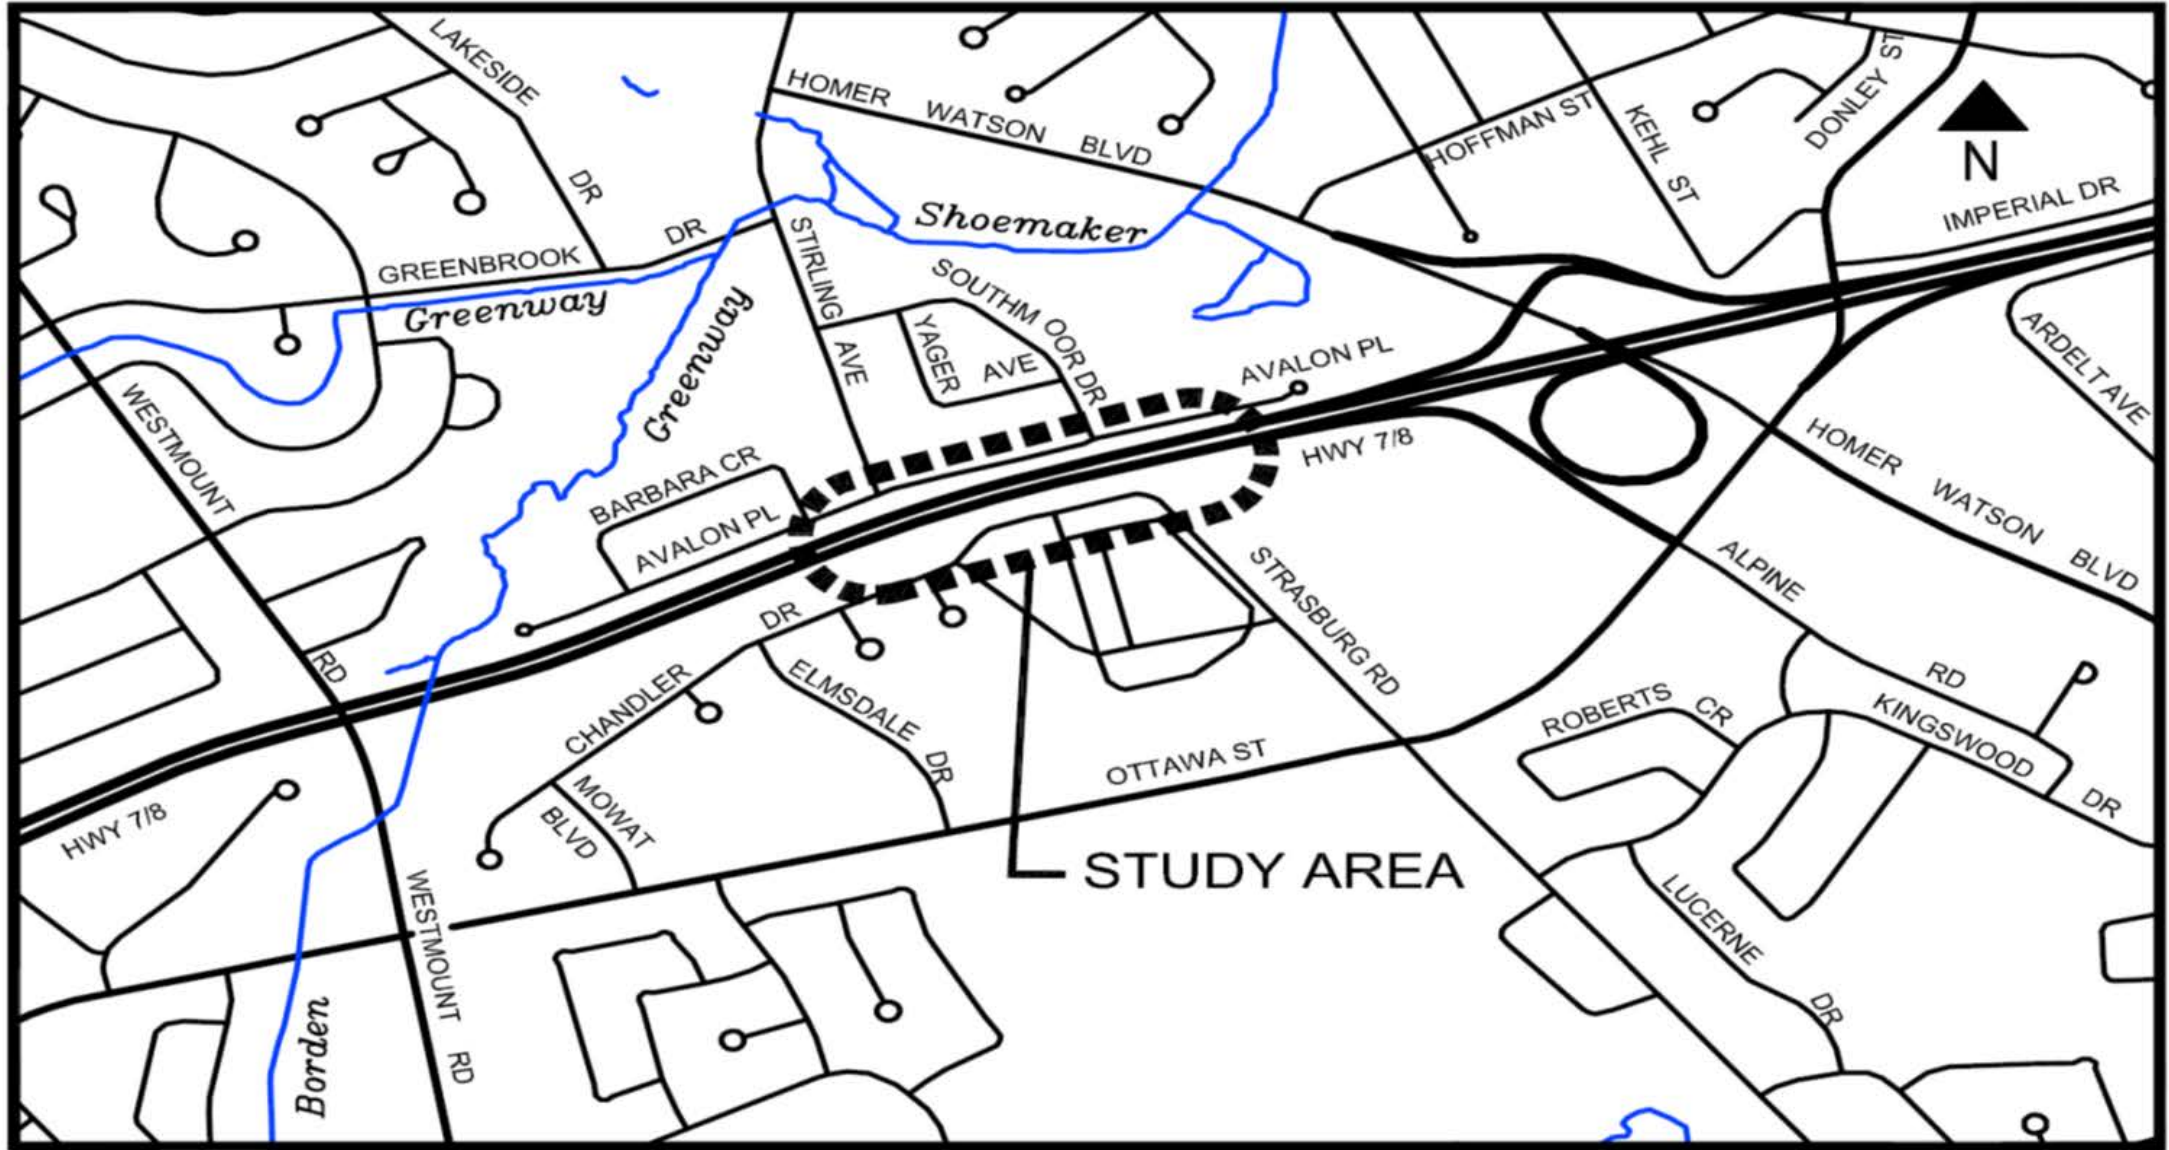 LAKESIDE
DR
HOMER WATSON BLVD
HOFFMAN ST
KEHL ST
DONLEY ST
N
IMPERIAL DR
GREENBROOK DR
Greenway
Shoemaker
STIRLING AVE
SOUTHM OOR DR
YAGER AVE
Greenway
AVALON PL
ARDELT AVE
WESTMOUNT RD
BARBARA CR
AVALON PL
HWY 7/8
HOMER WATSON BLVD
ALPINE RD
STRASBURG RD
CHANDLER DR
ELMSDALE DR
ROBERTS CR
KINGSWOOD DR
OTTAWA ST
MOWAT BLVD
HWY 7/8
STUDY AREA
WESTMOUNT RD
LUCERNE DR
Borden